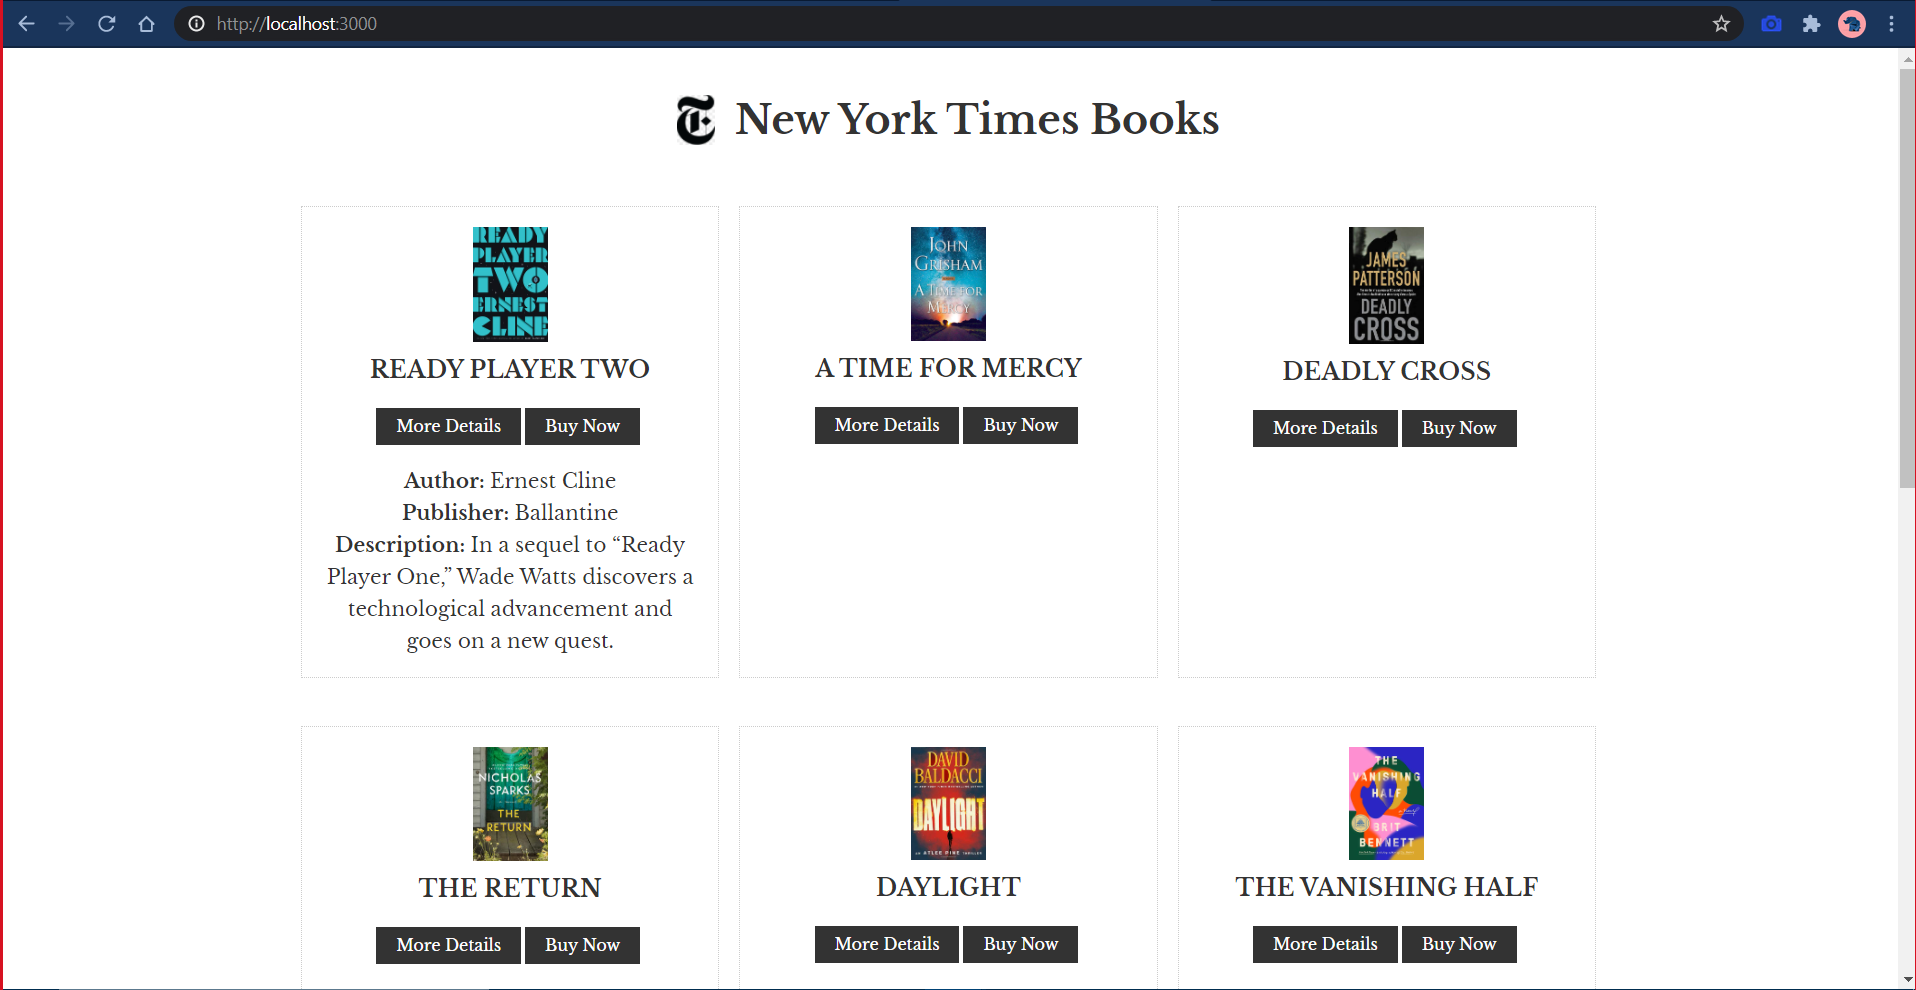 http://localhost:3000
New York Times Books
READY
PLAYER
TWO
ERNEST
CLINE
READY PLAYER TWO
More Details
Buy Now
Author: Ernest Cline
Publisher: Ballantine
Description: In a sequel to “Ready
Player One,” Wade Watts discovers a
technological advancement and
goes on a new quest.
JOHN
GRISHAM
A TIME FOR
MERCY
A TIME FOR MERCY
More Details
Buy Now
JAMES
PATTERSON
DEADLY
CROSS
DEADLY CROSS
More Details
Buy Now
NICHOLAS
SPARKS
THE
RETURN
THE RETURN
More Details
Buy Now
DAVID
BALDACCI
DAYLIGHT
AN ATLEE PINE THRILLER
DAYLIGHT
More Details
Buy Now
THE
VANISHING
HALF
BRIT
BENNETT
THE VANISHING HALF
More Details
Buy Now